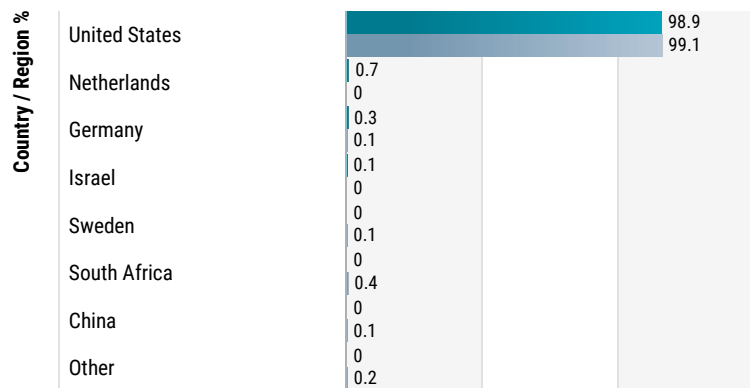 Country / Region %
United States
98.9
99.1
Netherlands
0.7
0
Germany
0.3
0.1
Israel
0.1
0
Sweden
0
0.1
South Africa
0
0.4
China
0
0.1
Other
0
0.2